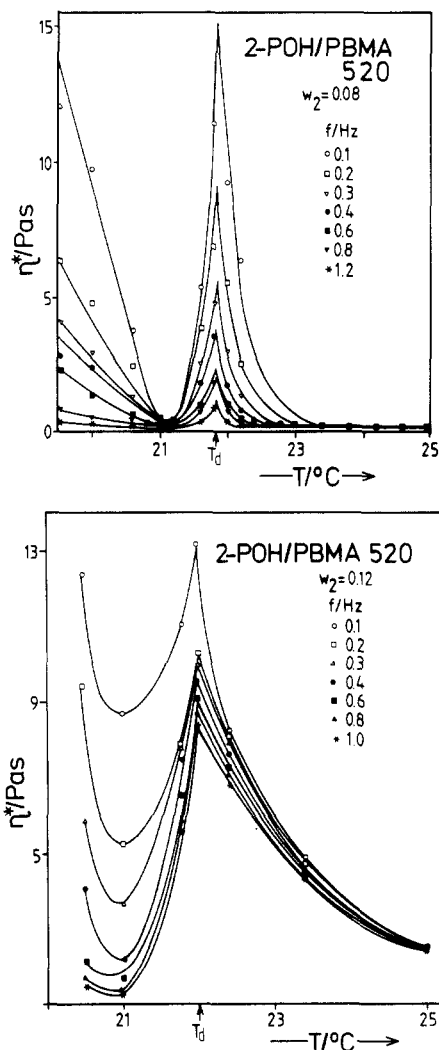 15
10
5
0
η*/Pas
2-POH/PBMA
520
w₂=0.08
f/Hz
○ 0.1
□ 0.2
▿ 0.3
● 0.4
■ 0.6
▾ 0.8
* 1.2
21
T_d
23
25
—T/°C→
13
9
5
η*/Pas
2-POH/PBMA 520
w₂=0.12
f/Hz
○ 0.1
□ 0.2
◃ 0.3
● 0.4
■ 0.6
▲ 0.8
* 1.0
21
T_d
23
25
—T/°C→